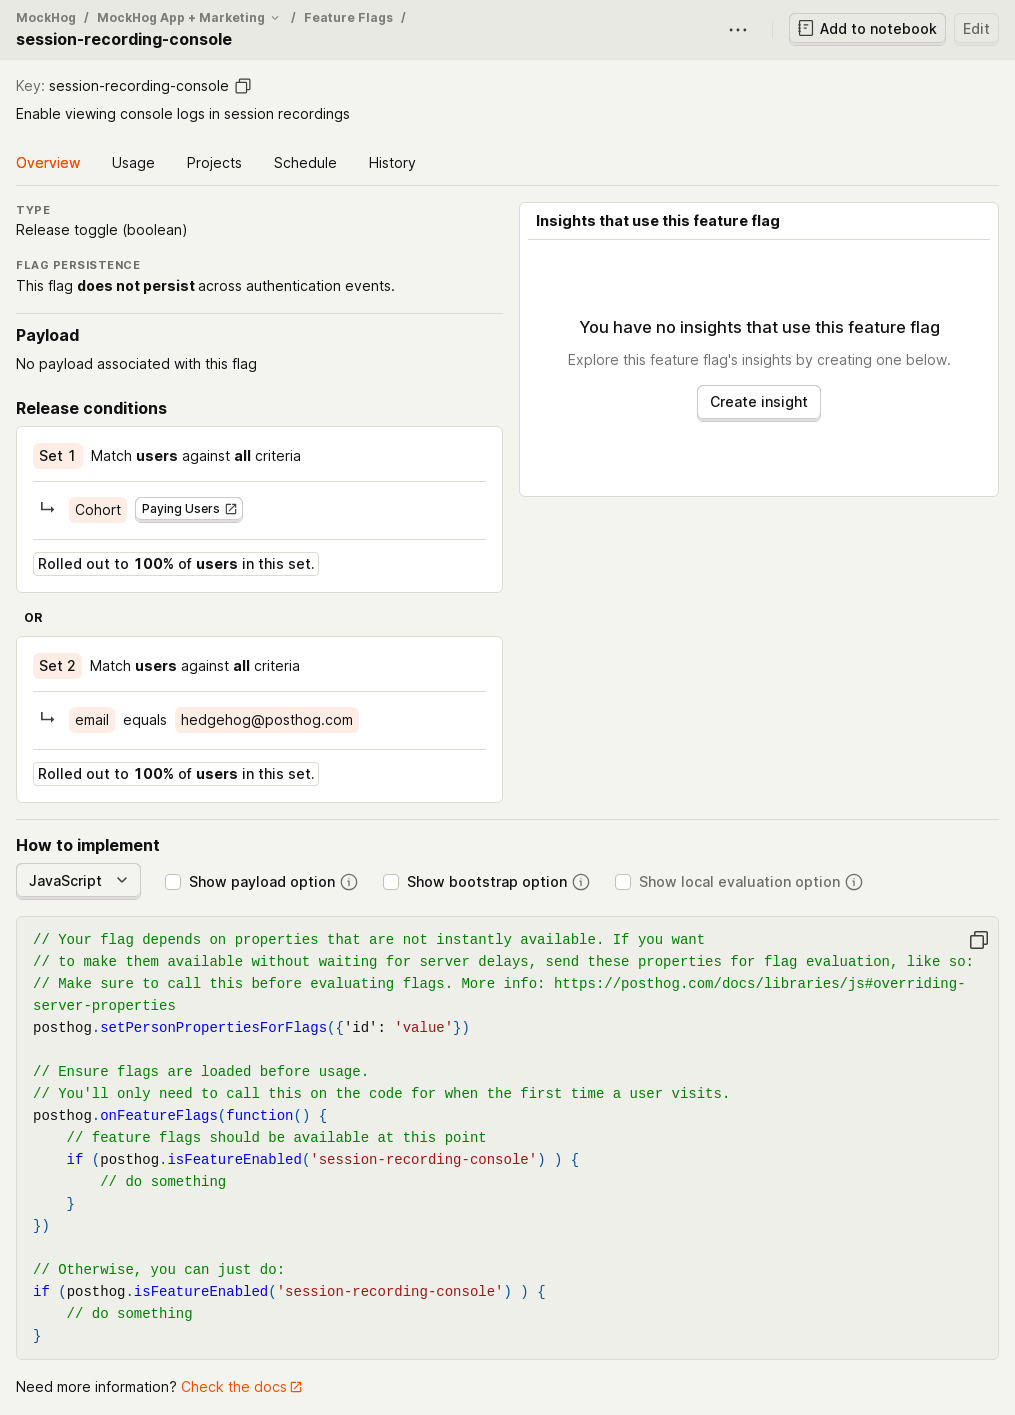 MockHog / MockHog App + Marketing / Feature Flags /
session-recording-console
Add to notebook
Edit
Key: session-recording-console
Enable viewing console logs in session recordings
Overview Usage Projects Schedule History
TYPE
Release toggle (boolean)
FLAG PERSISTENCE
This flag does not persist across authentication events.
Payload
No payload associated with this flag
Release conditions
Set 1 Match users against all criteria
Cohort Paying Users
Rolled out to 100% of users in this set.
OR
Set 2 Match users against all criteria
email equals hedgehog@posthog.com
Rolled out to 100% of users in this set.
Insights that use this feature flag
You have no insights that use this feature flag
Explore this feature flag's insights by creating one below.
Create insight
How to implement
JavaScript Show payload option Show bootstrap option Show local evaluation option
// Your flag depends on properties that are not instantly available. If you want
// to make them available without waiting for server delays, send these properties for flag evaluation, like so:
// Make sure to call this before evaluating flags. More info: https://posthog.com/docs/libraries/js#overriding-
server-properties
posthog.setPersonPropertiesForFlags({'id': 'value'})
// Ensure flags are loaded before usage.
// You'll only need to call this on the code for when the first time a user visits.
posthog.onFeatureFlags(function() {
    // feature flags should be available at this point
    if (posthog.isFeatureEnabled('session-recording-console') ) {
        // do something
    }
})
// Otherwise, you can just do:
if (posthog.isFeatureEnabled('session-recording-console') ) {
    // do something
}
Need more information? Check the docs